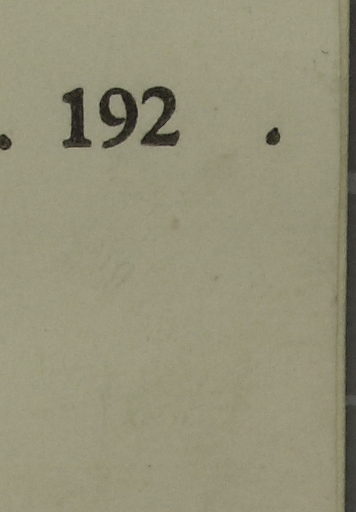 . 192 .